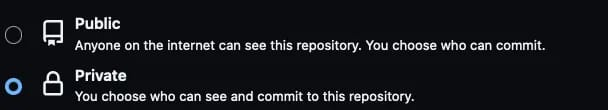 Public
Anyone on the internet can see this repository. You choose who can commit.
Private
You choose who can see and commit to this repository.